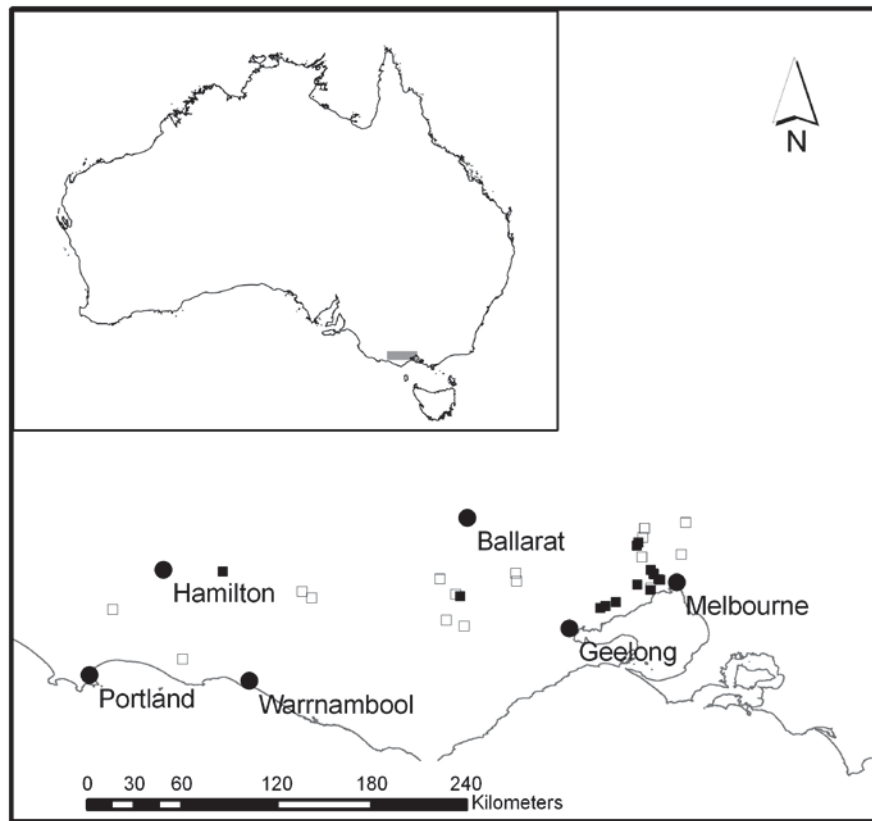 N
Ballarat
Hamilton
Melbourne
Geelong
Portland
Warrnambool
0 30 60 120 180 240
Kilometers